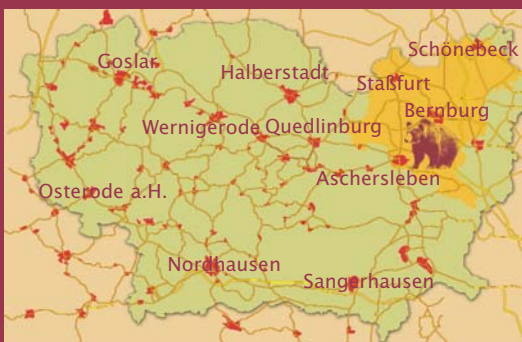 Schönebeck
Goslar
Halberstadt
Staßfurt
Bernburg
Wernigerode
Quedlinburg
Aschersleben
Osterode a.H.
Nordhausen
Sangerhausen